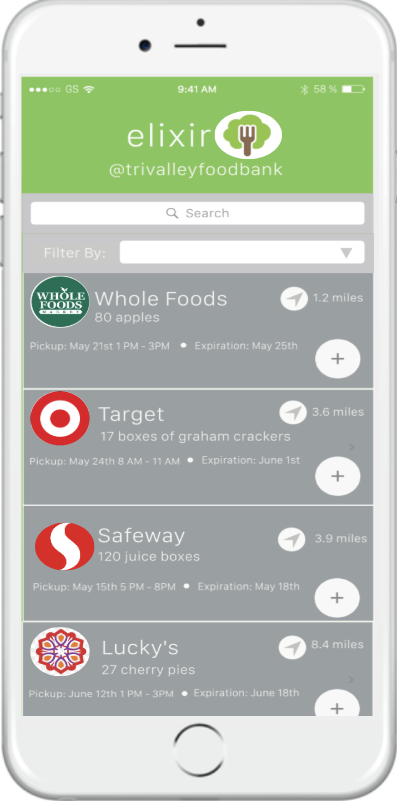 GS 9:41 AM 58 %
elixir
@trivalleyfoodbank
Search
Filter By:
WHOLE
FOODS
MARKET
Whole Foods
1.2 miles
80 apples
Pickup: May 21st 1 PM - 3PM • Expiration: May 25th
+
Target
3.6 miles
17 boxes of graham crackers
Pickup: May 24th 8 AM - 11 AM • Expiration: June 1st
+
Safeway
3.9 miles
120 juice boxes
Pickup: May 15th 5 PM - 8PM • Expiration: May 18th
+
Lucky's
8.4 miles
27 cherry pies
Pickup: June 12th 1 PM - 3PM • Expiration: June 18th
+